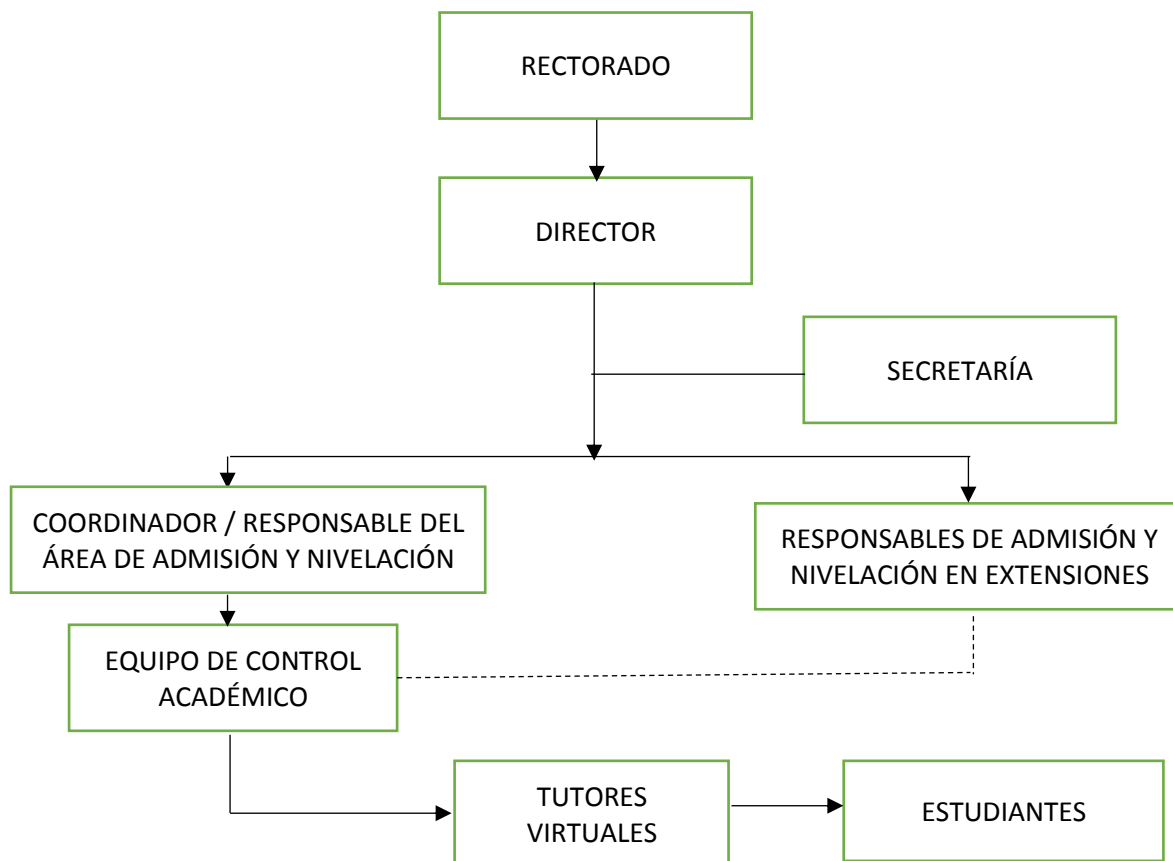 RECTORADO
DIRECTOR
SECRETARÍA
COORDINADOR / RESPONSABLE DEL
ÁREA DE ADMISIÓN Y NIVELACIÓN
RESPONSABLES DE ADMISIÓN Y
NIVELACIÓN EN EXTENSIONES
EQUIPO DE CONTROL
ACADÉMICO
TUTORES
VIRTUALES
ESTUDIANTES